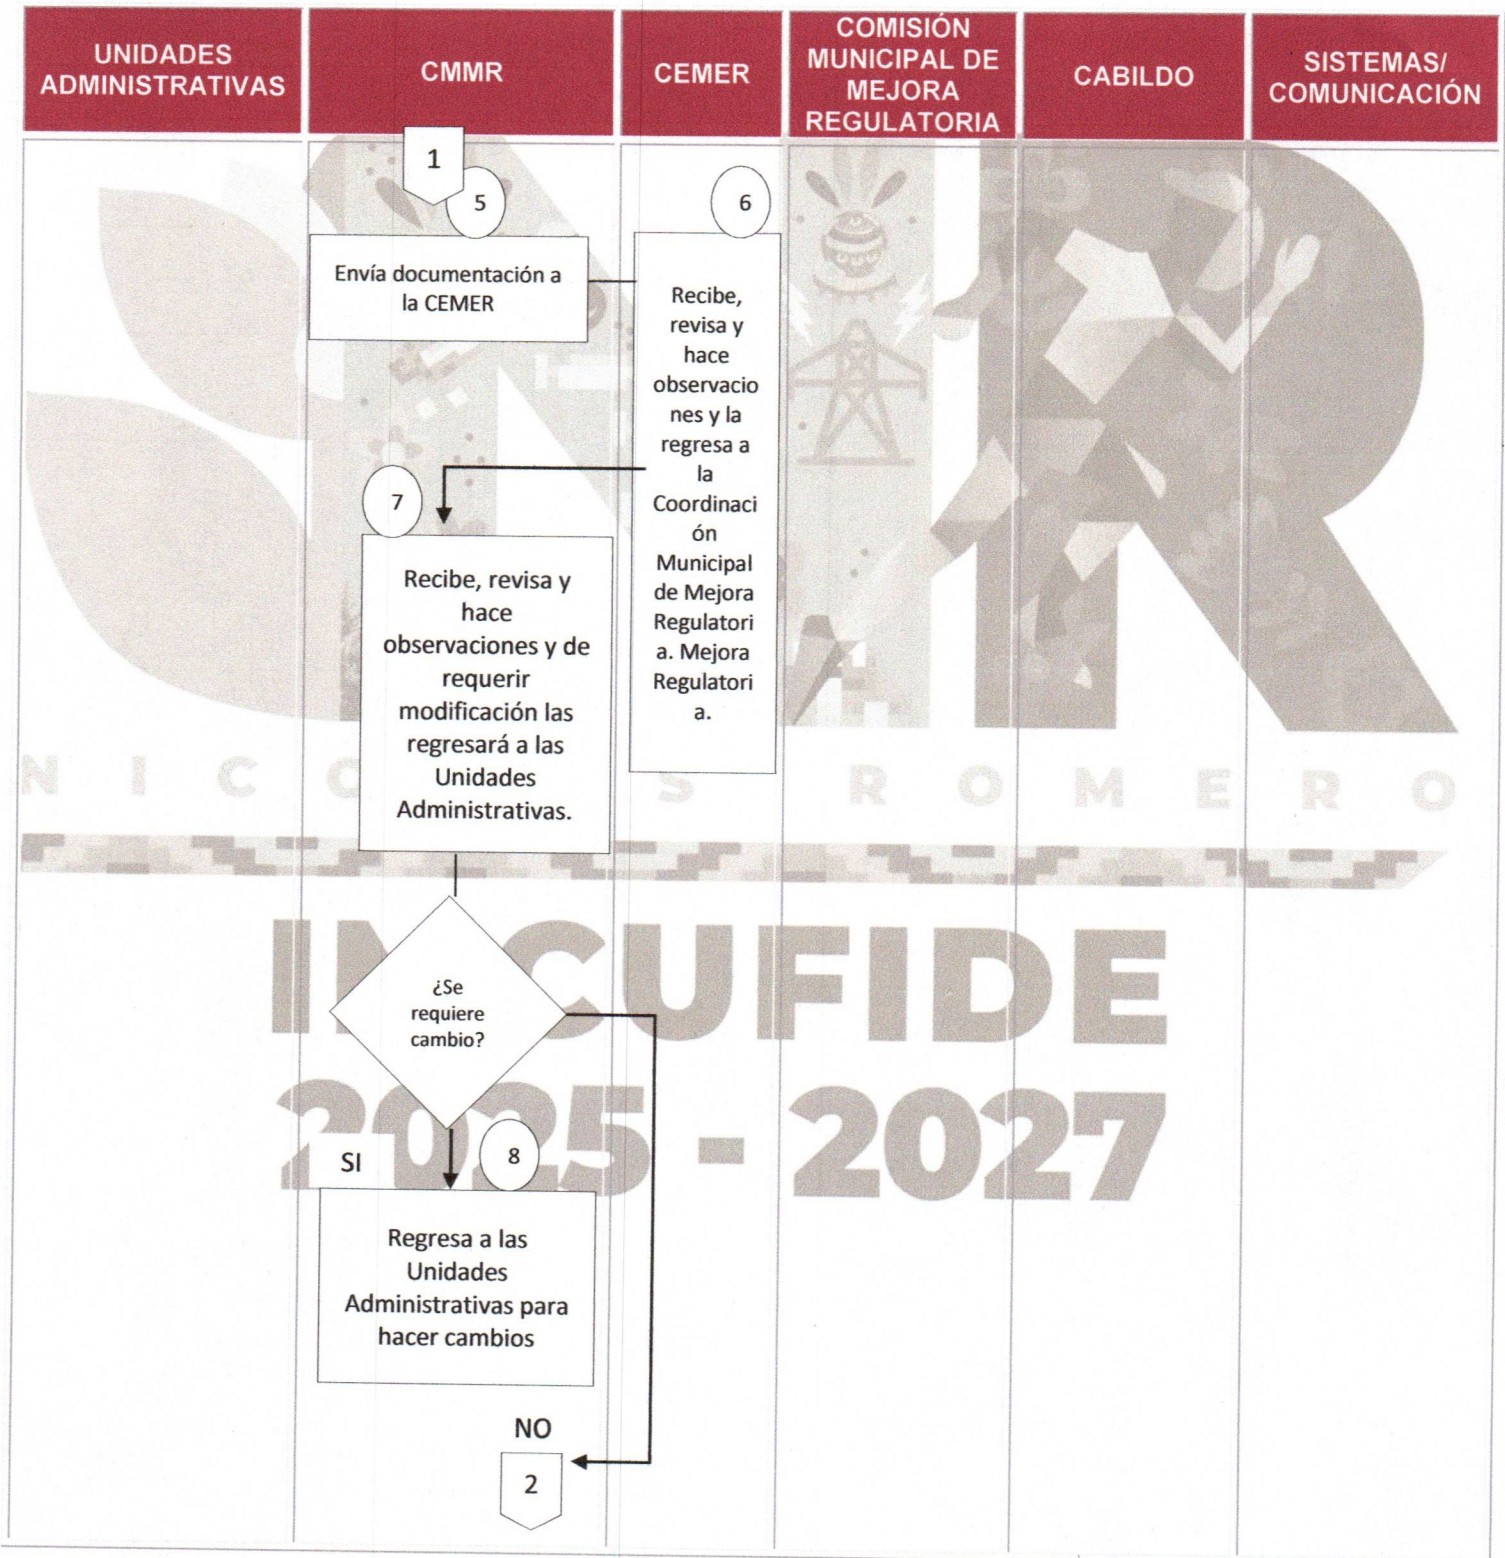 UNIDADES
ADMINISTRATIVAS
CMMR
CEMER
COMISIÓN
MUNICIPAL DE
MEJORA
REGULATORIA
CABILDO
SISTEMAS/
COMUNICACIÓN
1
5
Envía documentación a
la CEMER
6
Recibe,
revisa y
hace
observacio
nes y la
regresa a
la
Coordinaci
ón
Municipal
de Mejora
Regulatori
a. Mejora
Regulatori
a.
7
Recibe, revisa y
hace
observaciones y de
requerir
modificación las
regresará a las
Unidades
Administrativas.
NICO S ROMERO
¿Se
requiere
cambio?
INCUFIDE
2025 - 2027
SI
8
Regresa a las
Unidades
Administrativas para
hacer cambios
NO
2